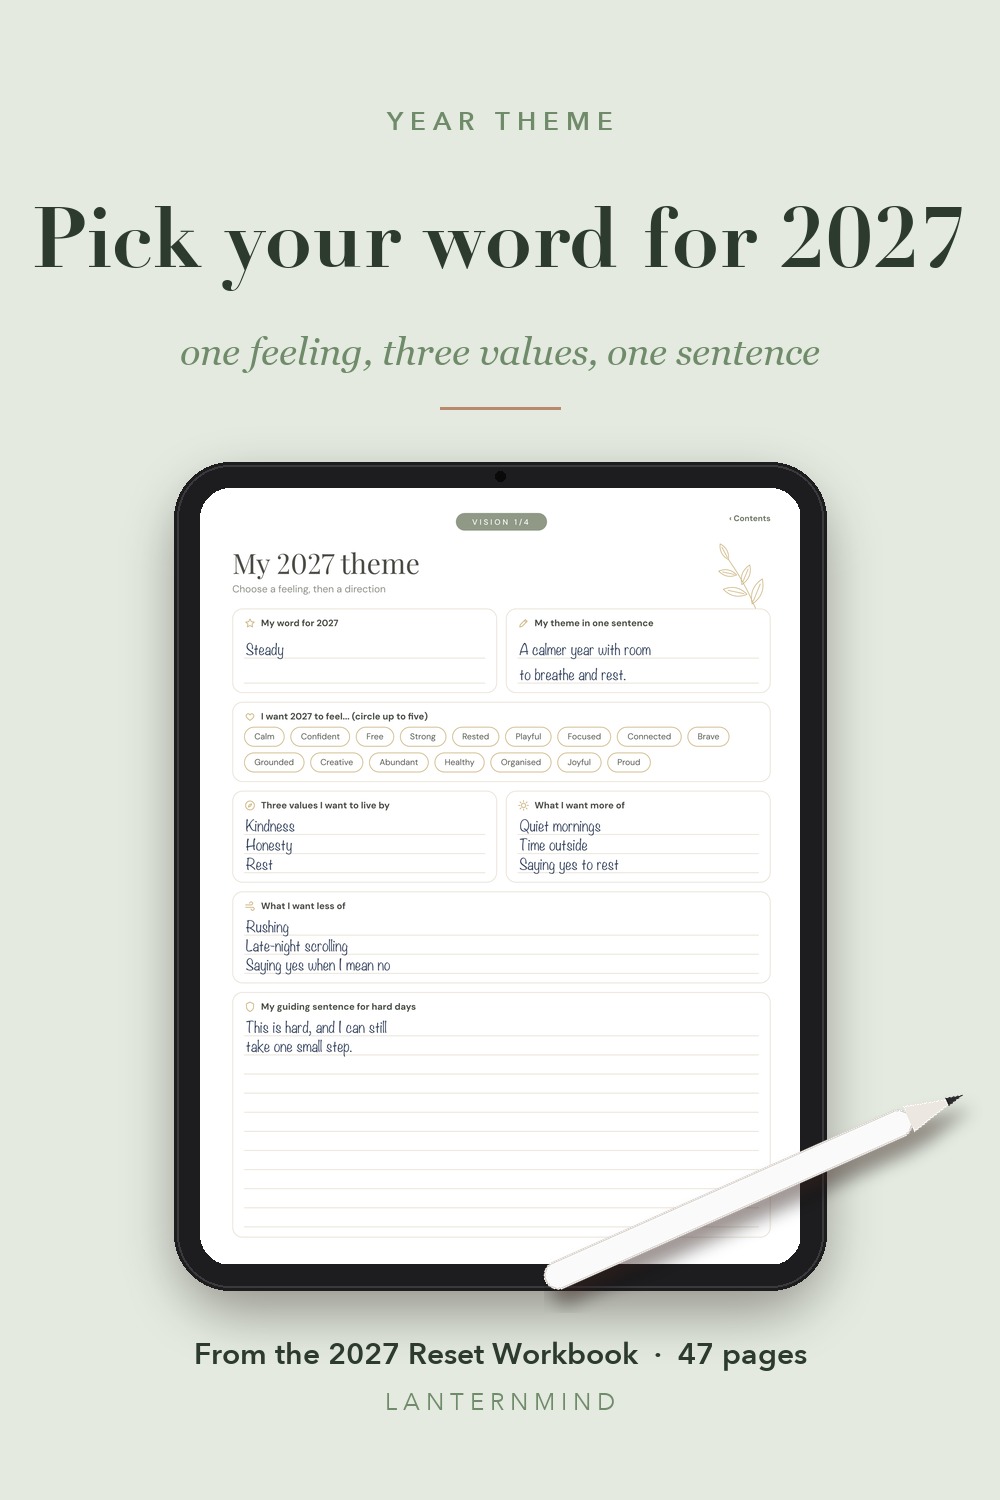 YEAR THEME
Pick your word for 2027
one feeling, three values, one sentence
VISION 1/4
‹ Contents
My 2027 theme
Choose a feeling, then a direction
My word for 2027
Steady
My theme in one sentence
A calmer year with room
to breathe and rest.
I want 2027 to feel... (circle up to five)
Calm Confident Free Strong Rested Playful Focused Connected Brave
Grounded Creative Abundant Healthy Organised Joyful Proud
Three values I want to live by
Kindness
Honesty
Rest
What I want more of
Quiet mornings
Time outside
Saying yes to rest
What I want less of
Rushing
Late-night scrolling
Saying yes when I mean no
My guiding sentence for hard days
This is hard, and I can still
take one small step.
From the 2027 Reset Workbook · 47 pages
LANTERNMIND